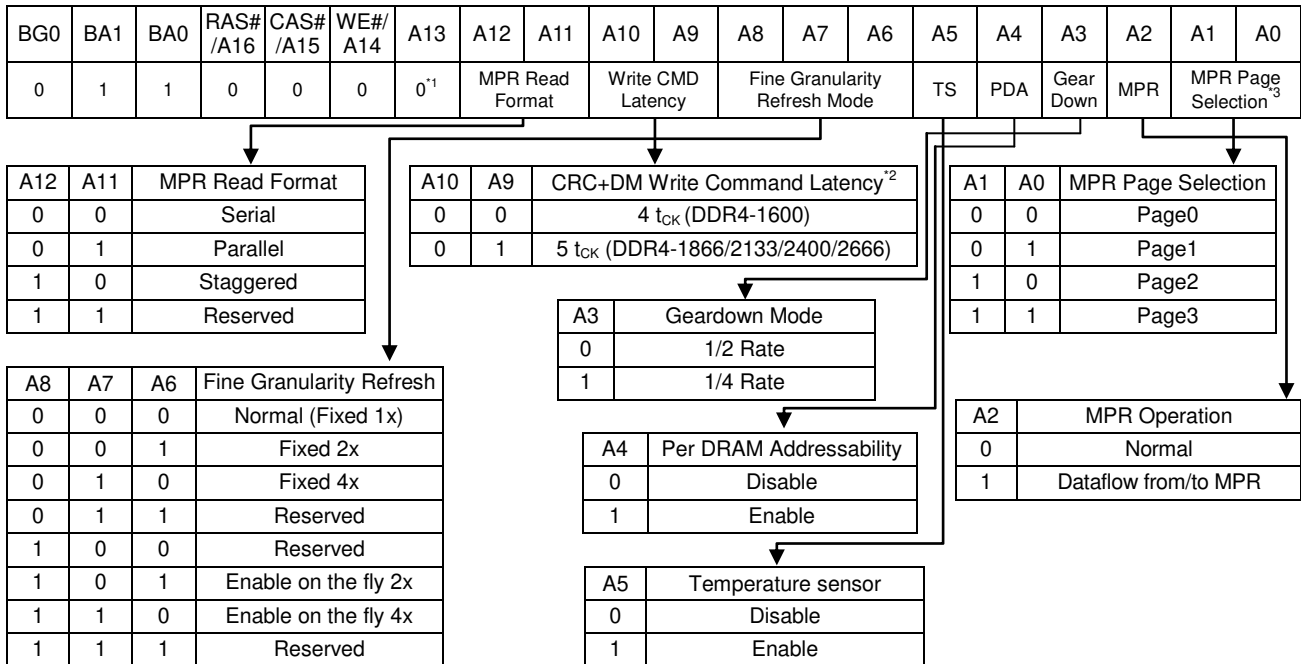 BG0 BA1 BA0 RAS# /A16 CAS# /A15 WE#/ A14 A13 A12 A11 A10 A9 A8 A7 A6 A5 A4 A3 A2 A1 A0
0 1 1 0 0 0 0*1 MPR Read Format Write CMD Latency Fine Granularity Refresh Mode TS PDA Gear Down MPR MPR Page Selection*3
A12 A11 MPR Read Format
0 0 Serial
0 1 Parallel
1 0 Staggered
1 1 Reserved
A10 A9 CRC+DM Write Command Latency*2
0 0 4 tCK (DDR4-1600)
0 1 5 tCK (DDR4-1866/2133/2400/2666)
A1 A0 MPR Page Selection
0 0 Page0
0 1 Page1
1 0 Page2
1 1 Page3
A3 Geardown Mode
0 1/2 Rate
1 1/4 Rate
A8 A7 A6 Fine Granularity Refresh
0 0 0 Normal (Fixed 1x)
0 0 1 Fixed 2x
0 1 0 Fixed 4x
0 1 1 Reserved
1 0 0 Reserved
1 0 1 Enable on the fly 2x
1 1 0 Enable on the fly 4x
1 1 1 Reserved
A4 Per DRAM Addressability
0 Disable
1 Enable
A2 MPR Operation
0 Normal
1 Dataflow from/to MPR
A5 Temperature sensor
0 Disable
1 Enable